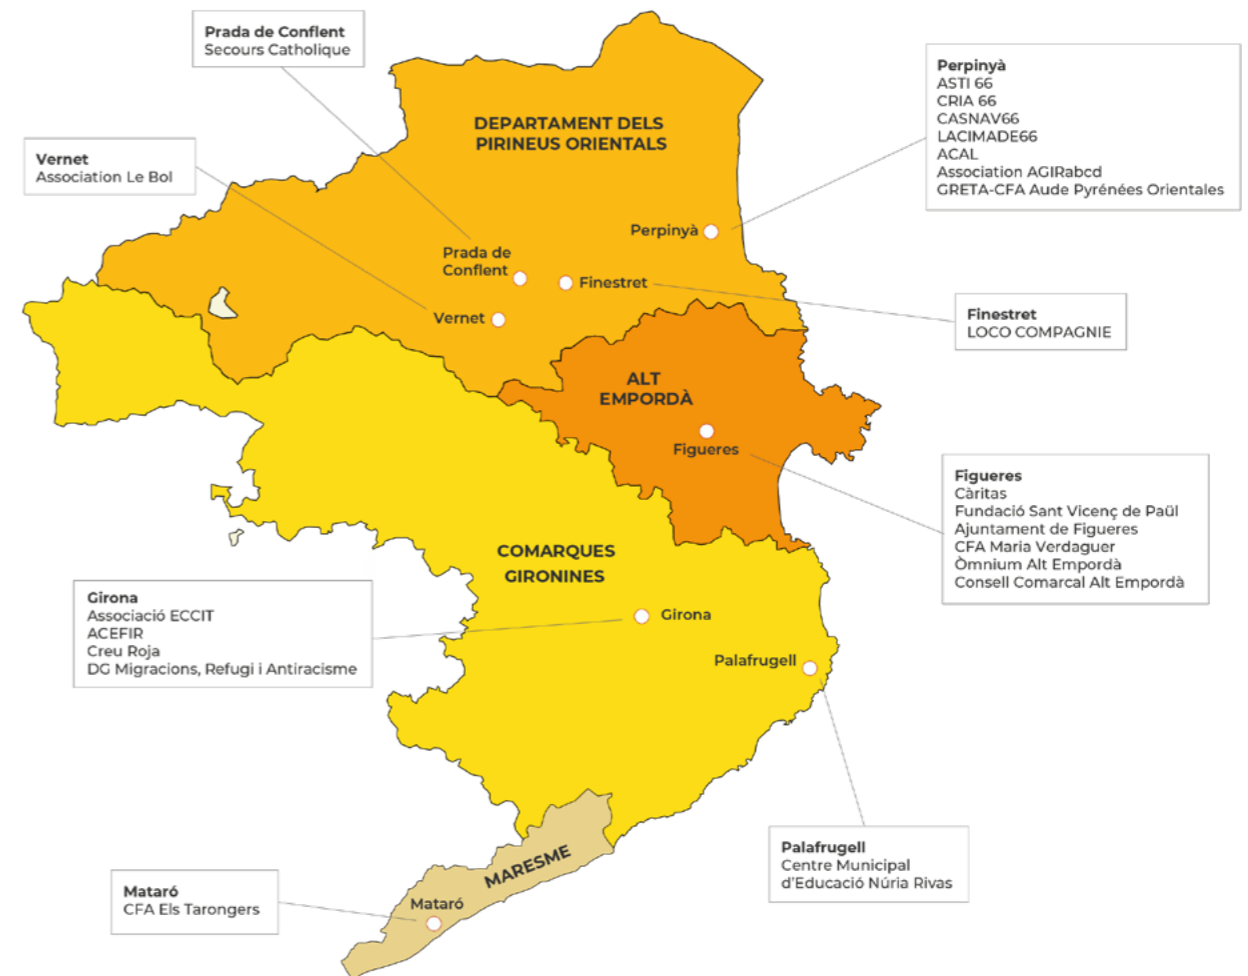 Prada de Conflent
Secours Catholique
Perpinyà
ASTI 66
CRIA 66
CASNAV66
LACIMADE66
ACAL
Association AGIRabcd
GRETA-CFA Aude Pyrénées Orientales
DEPARTAMENT DELS
PIRINEUS ORIENTALS
Vernet
Association Le Bol
Perpinyà
Prada de
Conflent
Finestret
Vernet
Finestret
LOCO COMPAGNIE
ALT
EMPORDÀ
Figueres
Figueres
Càritas
Fundació Sant Vicenç de Paül
Ajuntament de Figueres
CFA Maria Verdaguer
Òmnium Alt Empordà
Consell Comarcal Alt Empordà
COMARQUES
GIRONINES
Girona
Associació ECCIT
ACEFIR
Creu Roja
DG Migracions, Refugi i Antiracisme
Girona
Palafrugell
Palafrugell
Centre Municipal
d'Educació Núria Rivas
MARESME
Mataró
CFA Els Tarongers
Mataró